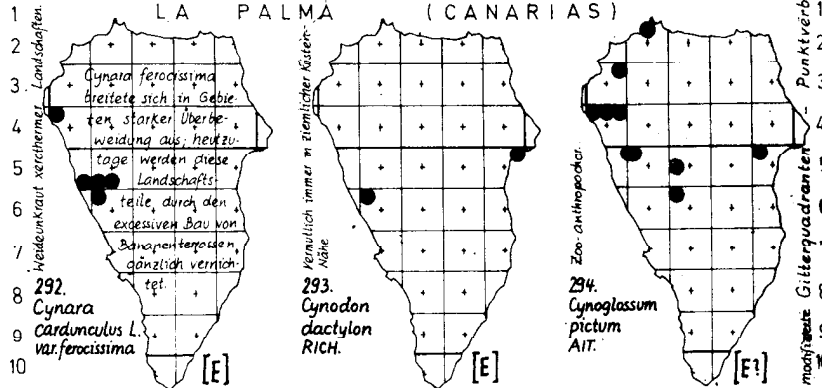 LA PALMA (CANARIAS)
1
2
3
4
5
6
7
8
9
10
Weideunkraut xerothermer Landschaften.
Cynara ferocissima
breitete sich in Gebie-
ten starker Überbe-
weidung aus; heutzu-
tage werden diese
Landschafts-
teile durch den
excessiven Bau von
Bananenterrassen
gänzlich vernich-
tet.
292.
Cynara
cardunculus L.
var. ferocissima
[E]
Vermutlich immer in ziemlicher Küsten-
Nähe
293.
Cynodon
dactylon
RICH.
[E]
Zoo-anthropochor.
294.
Cynoglossum
pictum
AIT.
[E?]
Gitterquadranten - Punktverb
1
2